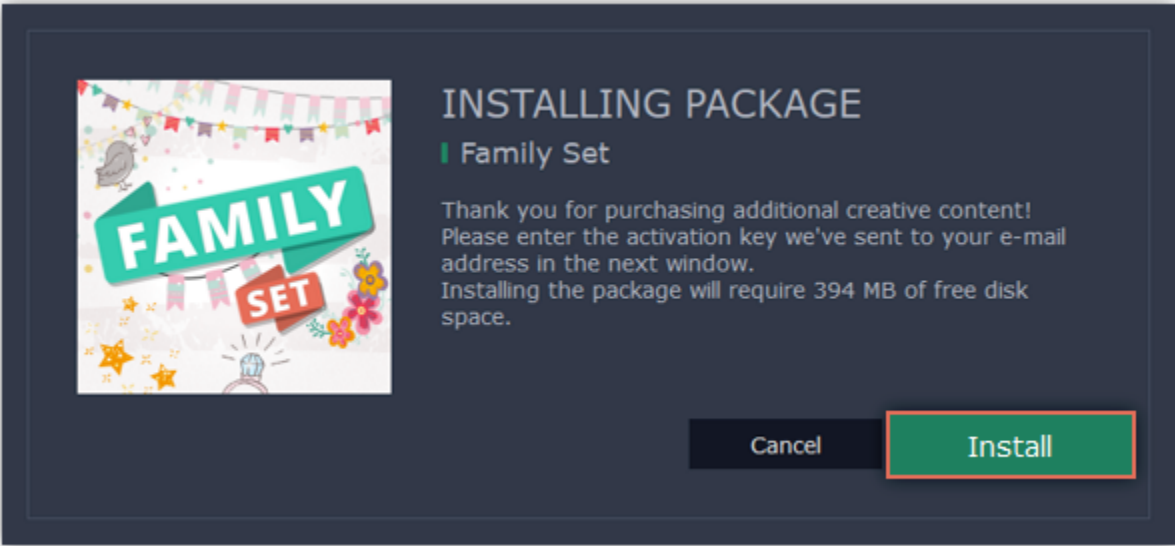 FAMILY
SET
INSTALLING PACKAGE
Family Set
Thank you for purchasing additional creative content!
Please enter the activation key we've sent to your e-mail
address in the next window.
Installing the package will require 394 MB of free disk
space.
Cancel
Install